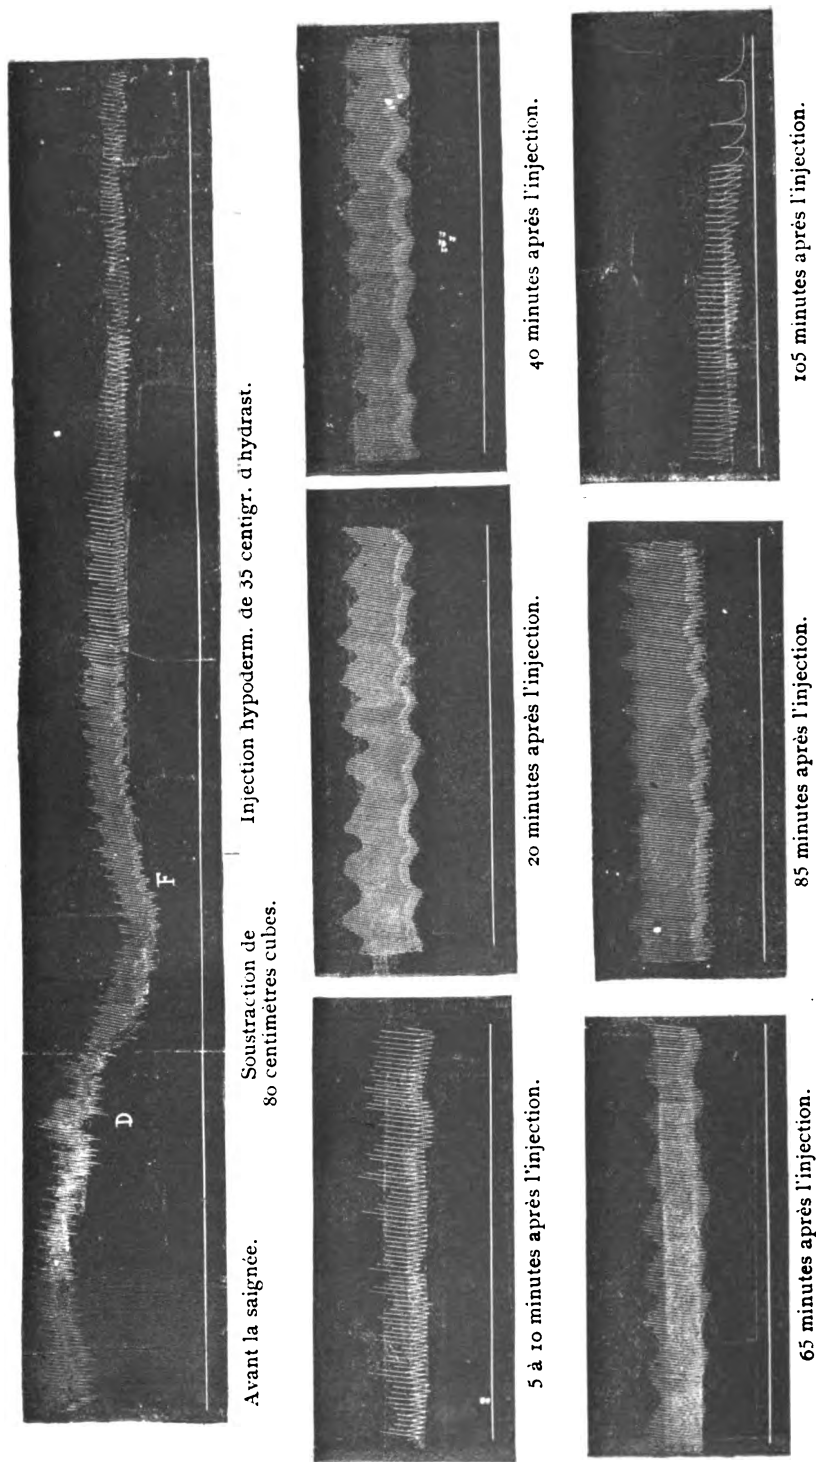 Avant la saignée.
Soustraction de
80 centimètres cubes.
Injection hypoderm. de 35 centigr. d'hydrast.
D
F
5 à 10 minutes après l'injection.
20 minutes après l'injection.
40 minutes après l'injection.
65 minutes après l'injection.
85 minutes après l'injection.
105 minutes après l'injection.